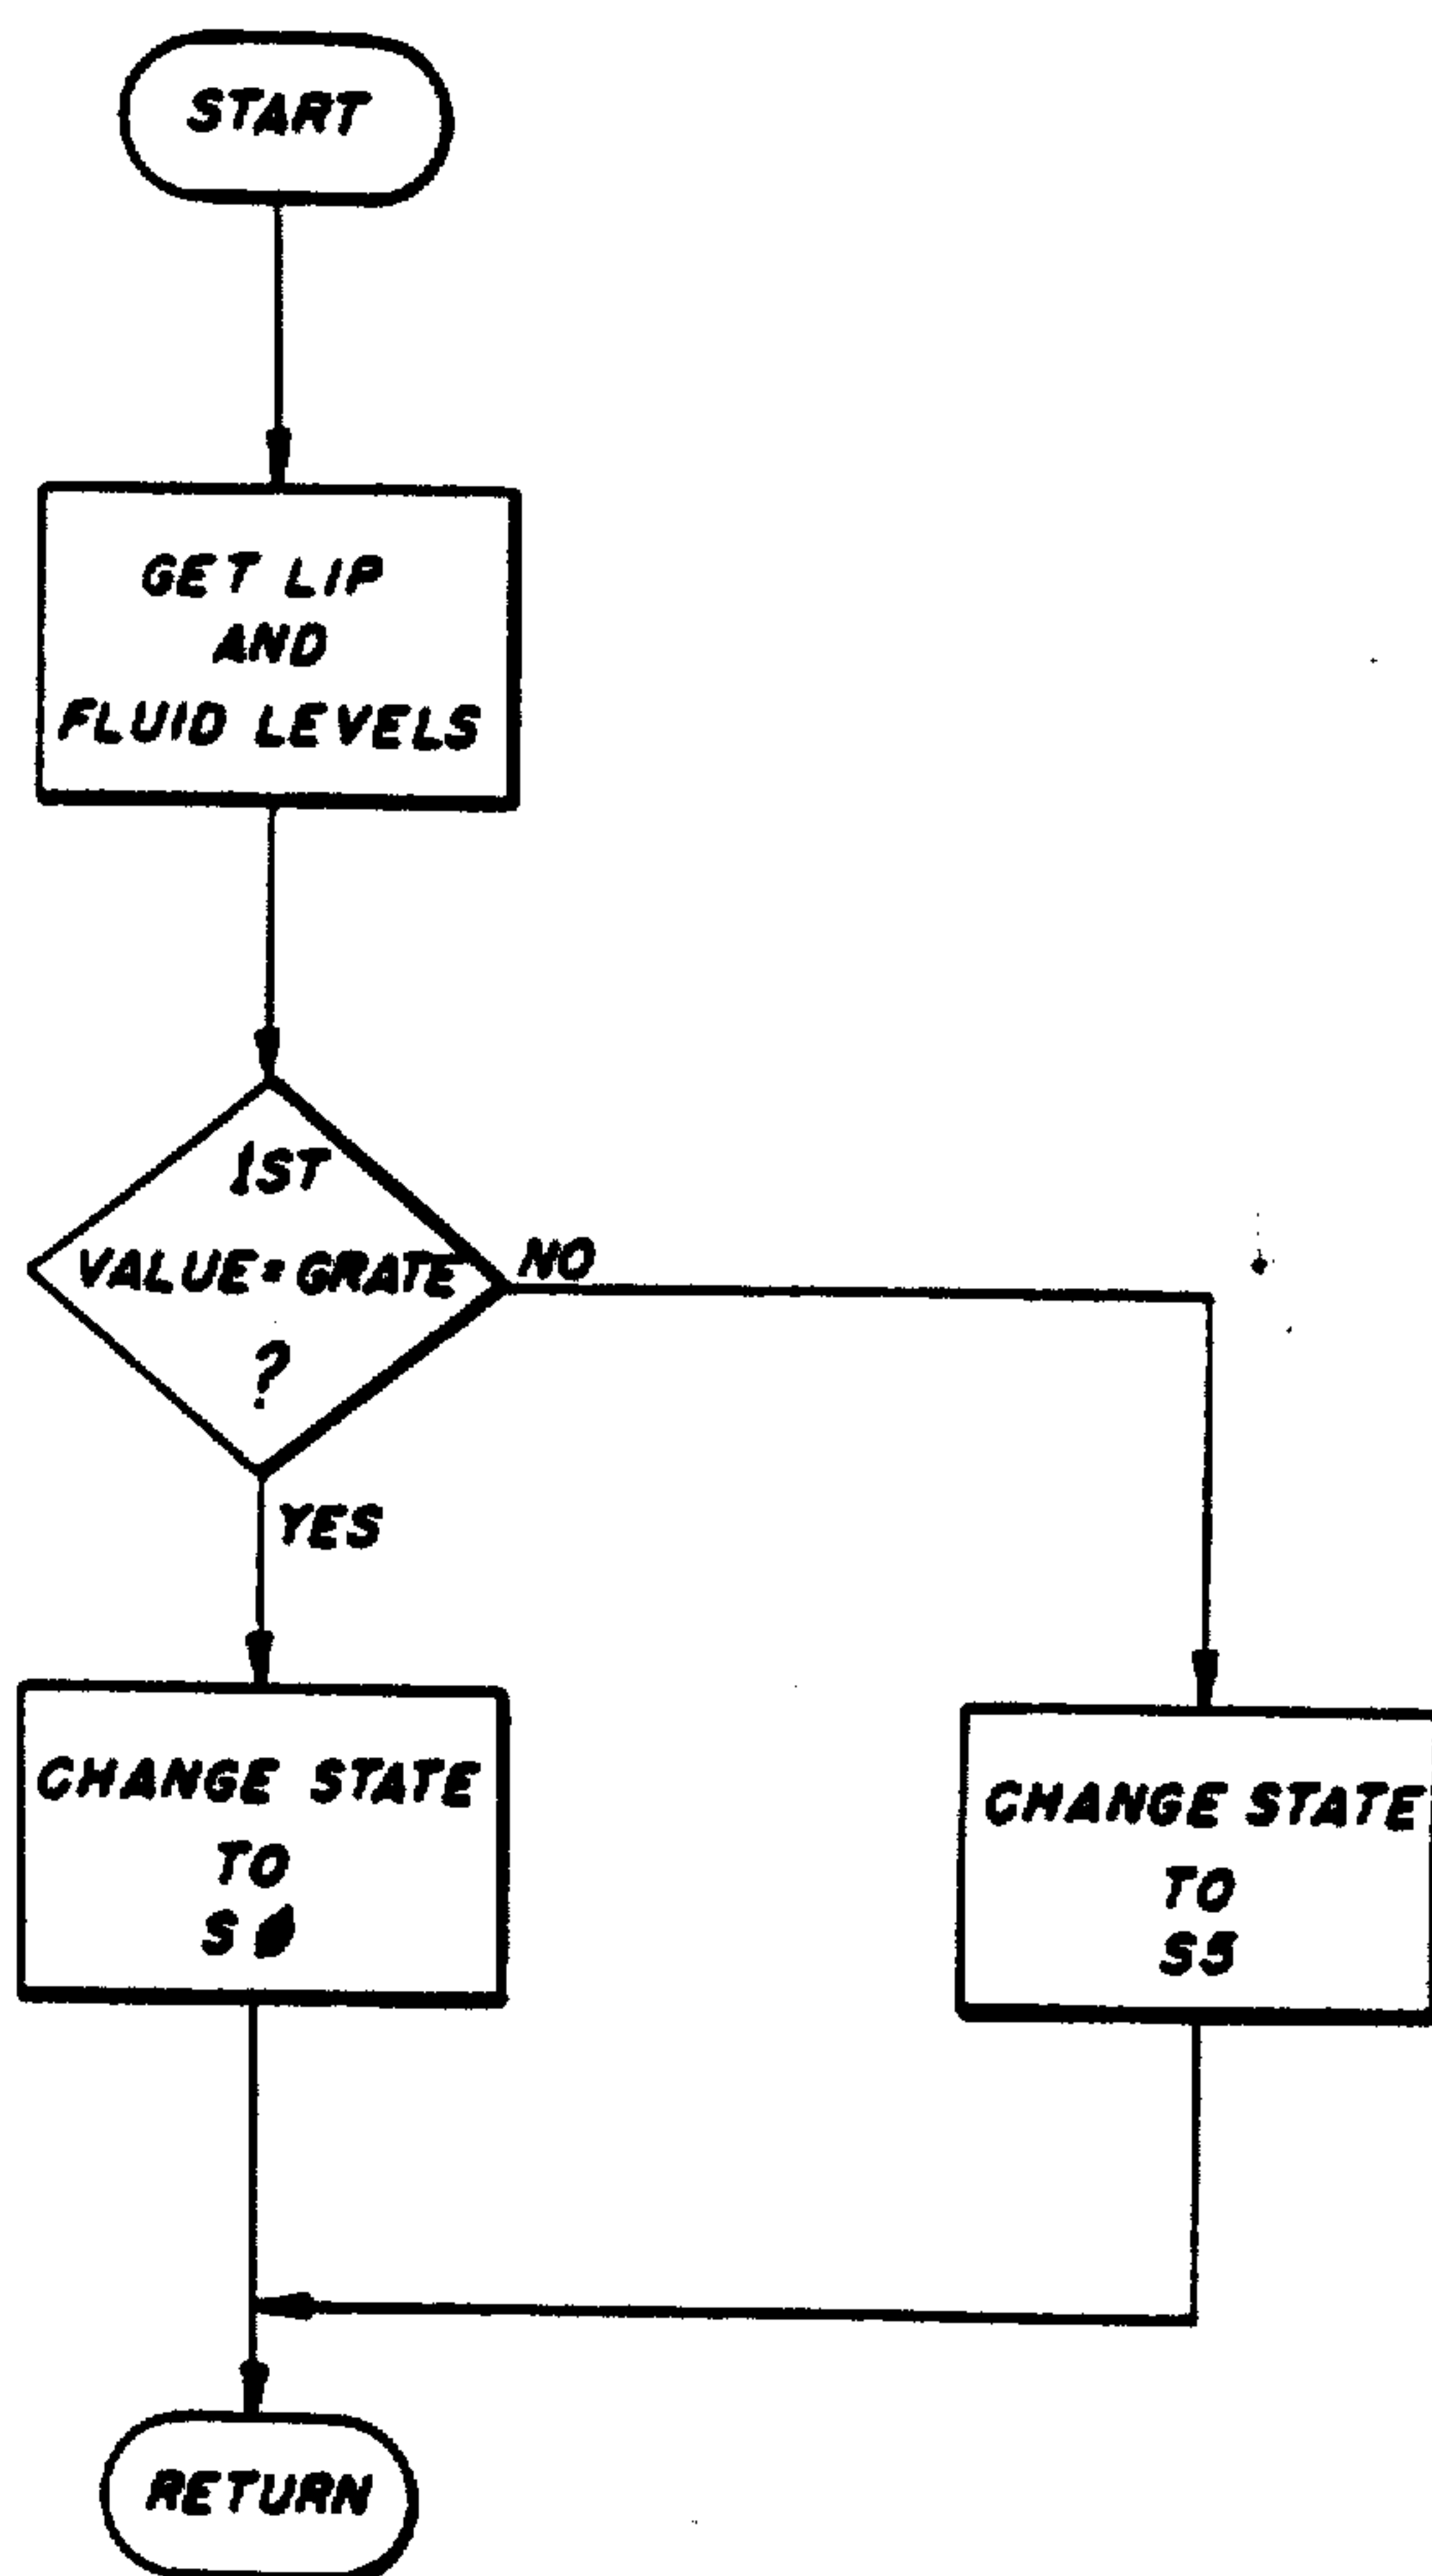 START
GET LIP
AND
FLUID LEVELS
1ST
VALUE=GRATE
?
NO
YES
CHANGE STATE
TO
SØ
CHANGE STATE
TO
S5
RETURN